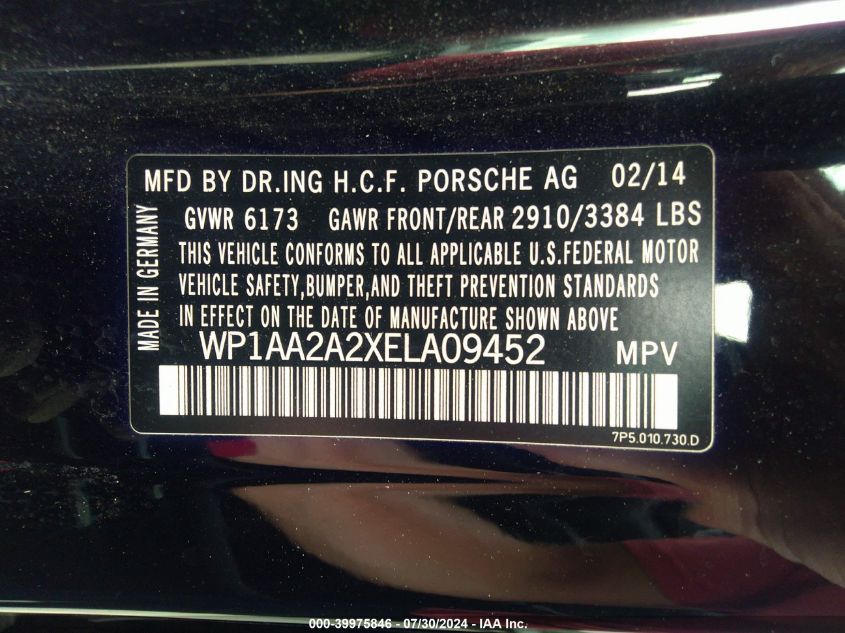 MFD BY DR.ING H.C.F. PORSCHE AG 02/14
GVWR 6173 GAWR FRONT/REAR 2910/3384 LBS
THIS VEHICLE CONFORMS TO ALL APPLICABLE U.S.FEDERAL MOTOR
VEHICLE SAFETY,BUMPER,AND THEFT PREVENTION STANDARDS
IN EFFECT ON THE DATE OF MANUFACTURE SHOWN ABOVE
MADE IN GERMANY
WP1AA2A2XELA09452 MPV
7P5.010.730.D
000-39975846 / 07/30/2024 - IAA Inc.